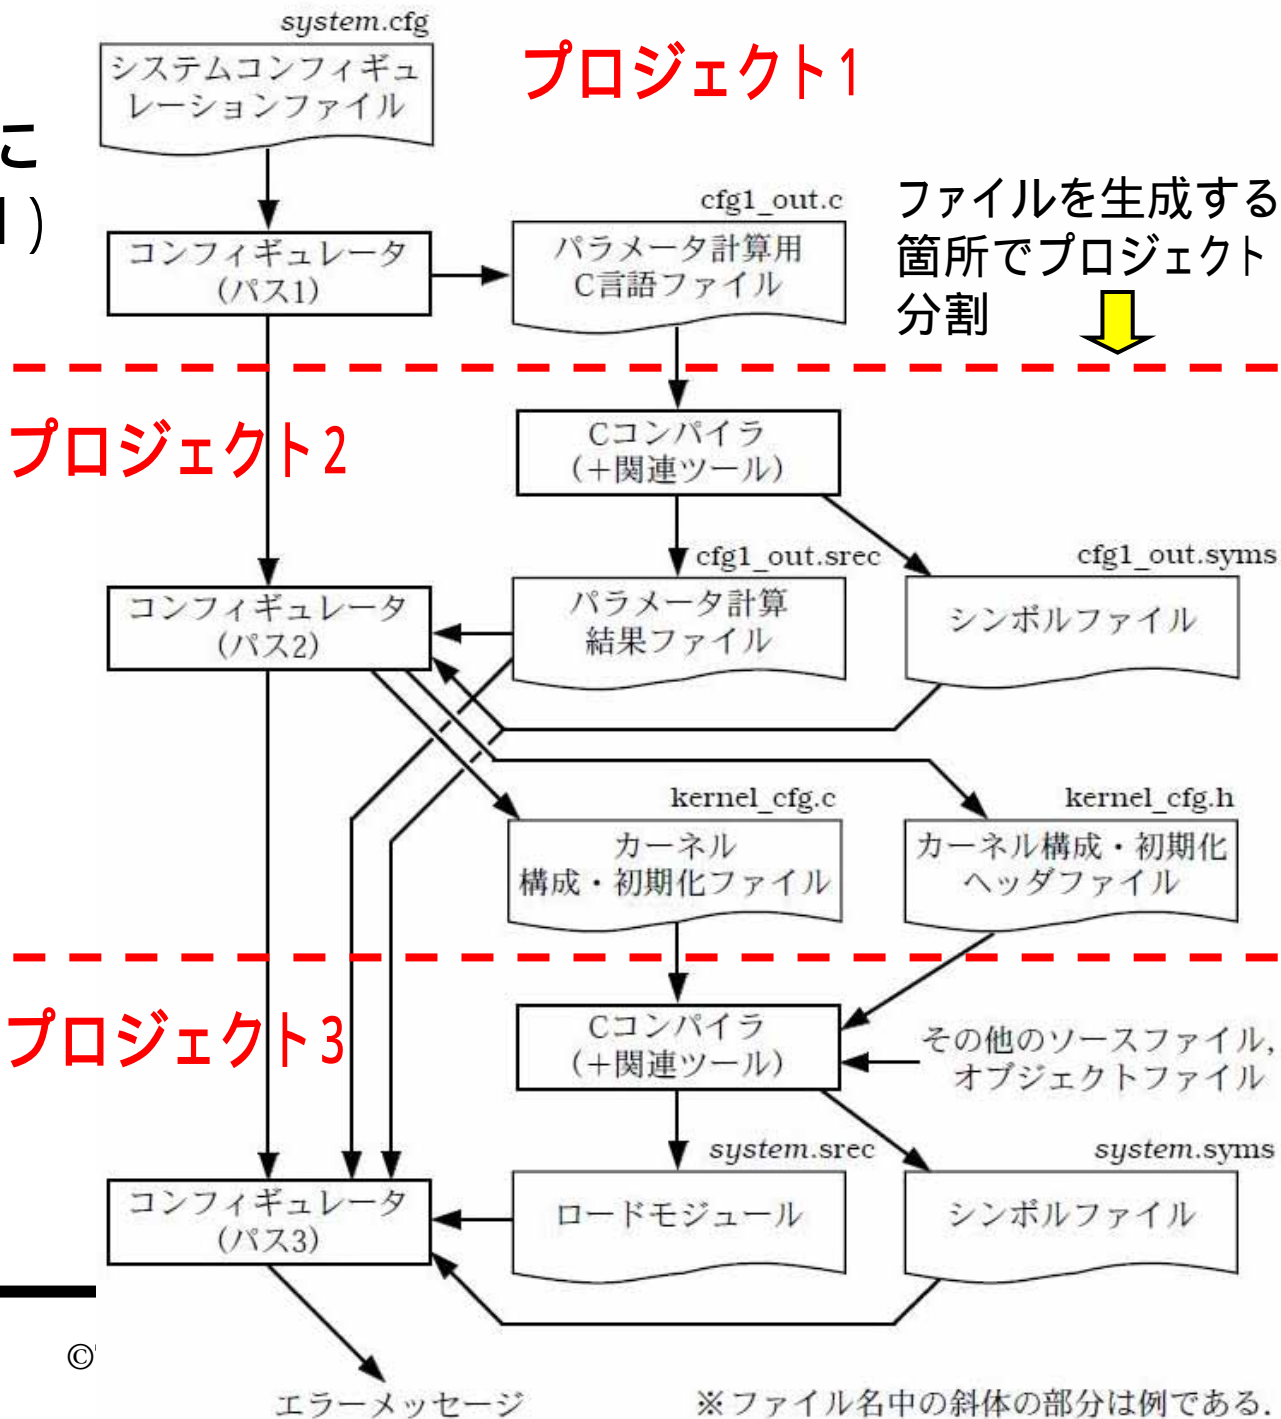 system.cfg
システムコンフィギュ
レーションファイル
プロジェクト1
に
)
cfg1_out.c
コンフィギュレータ
(パス1)
パラメータ計算用
C言語ファイル
ファイルを生成する
箇所でプロジェクト
分割
プロジェクト2
Cコンパイラ
(+関連ツール)
cfg1_out.srec
cfg1_out.syms
コンフィギュレータ
(パス2)
パラメータ計算
結果ファイル
シンボルファイル
kernel_cfg.c
kernel_cfg.h
カーネル
構成・初期化ファイル
カーネル構成・初期化
ヘッダファイル
プロジェクト3
Cコンパイラ
(+関連ツール)
その他のソースファイル,
オブジェクトファイル
system.srec
system.syms
コンフィギュレータ
(パス3)
ロードモジュール
シンボルファイル
©
エラーメッセージ
※ファイル名中の斜体の部分は例である.